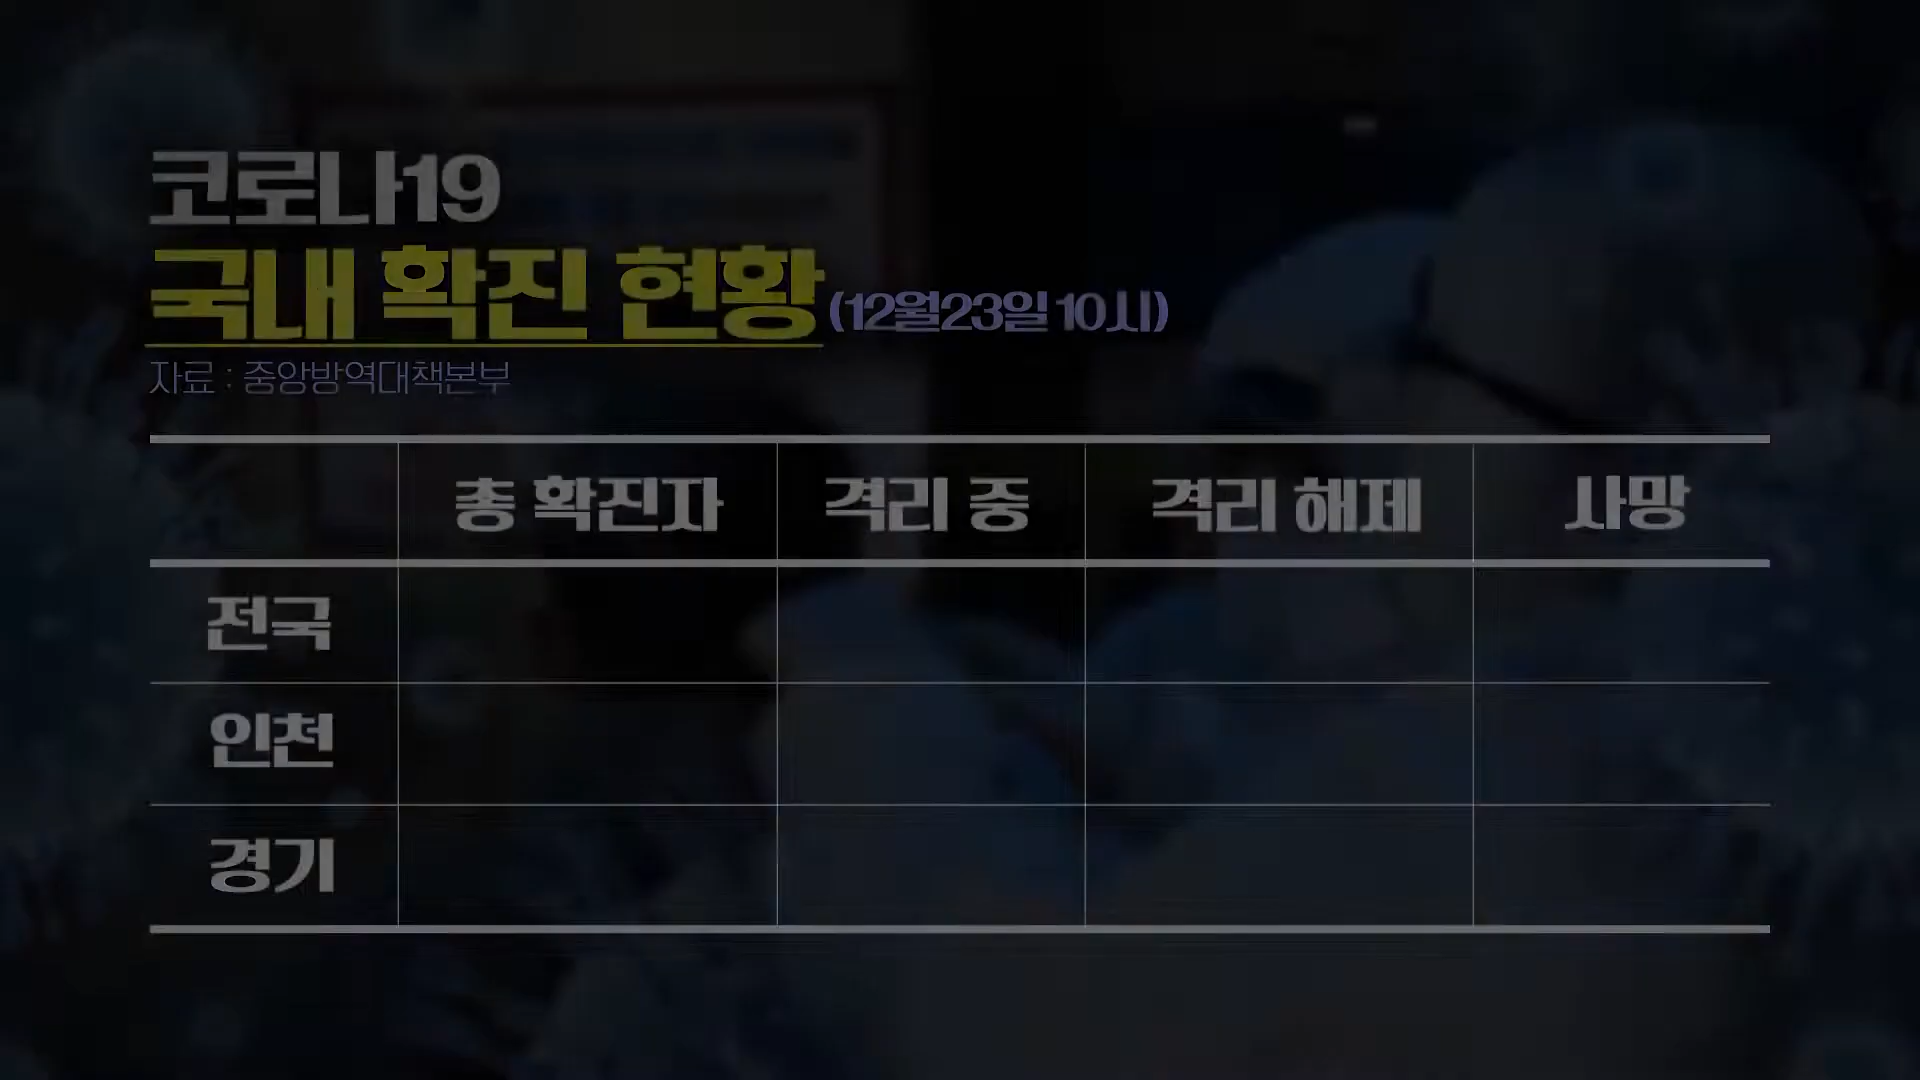 코로나19
국내 확진 현황 (12월23일 10시)
자료 : 중앙방역대책본부
총 확진자 격리 중 격리 해제 사망
전국
인천
경기